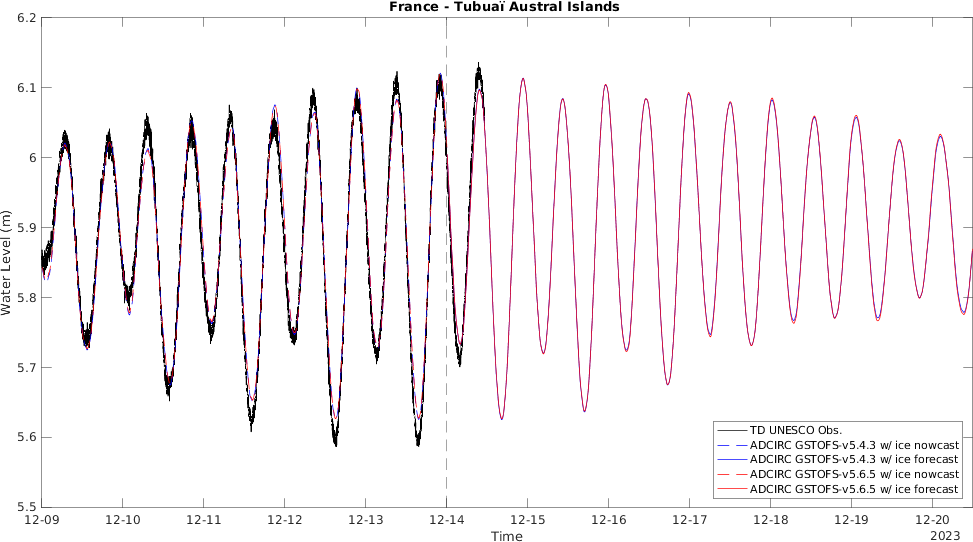 France - Tubuaï Austral Islands
6.2
6.1
6
5.9
5.8
5.7
5.6
5.5
Water Level (m)
TD UNESCO Obs.
ADCIRC GSTOFS-v5.4.3 w/ ice nowcast
ADCIRC GSTOFS-v5.4.3 w/ ice forecast
ADCIRC GSTOFS-v5.6.5 w/ ice nowcast
ADCIRC GSTOFS-v5.6.5 w/ ice forecast
12-09 12-10 12-11 12-12 12-13 12-14 12-15 12-16 12-17 12-18 12-19 12-20
Time
2023